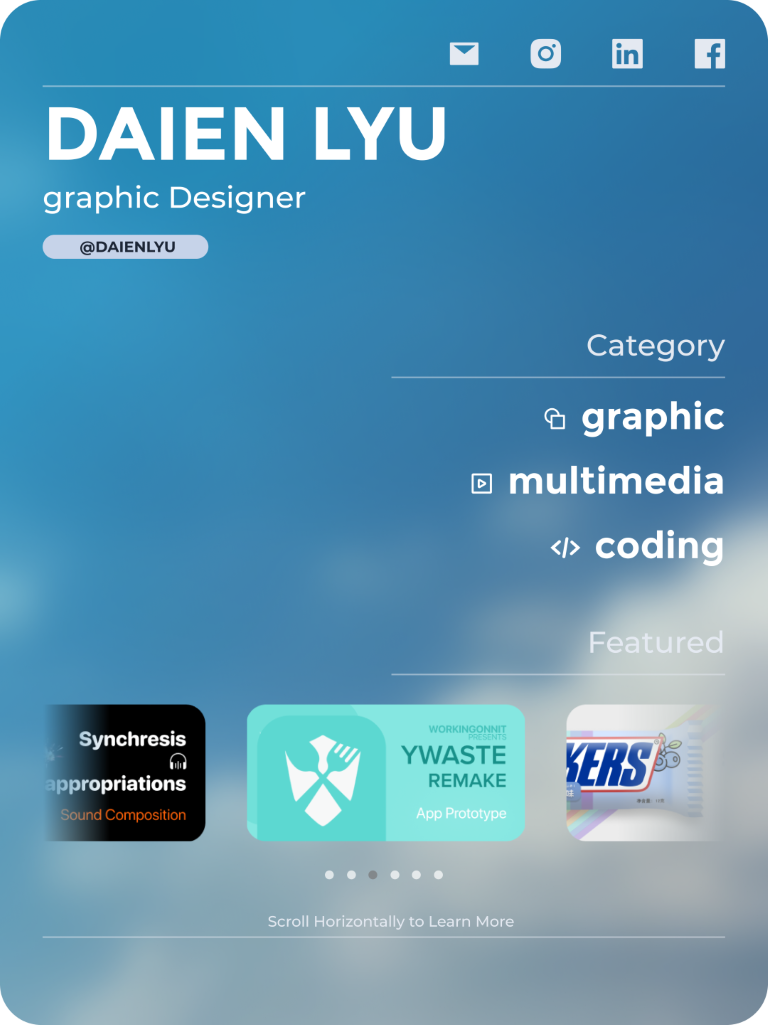 DAIEN LYU
graphic Designer
@DAIENLYU
Category
graphic
multimedia
coding
Featured
Synchresis
appropriations
Sound Composition
WORKINGONNIT
PRESENTS
YWASTE
REMAKE
App Prototype
KERS
Scroll Horizontally to Learn More